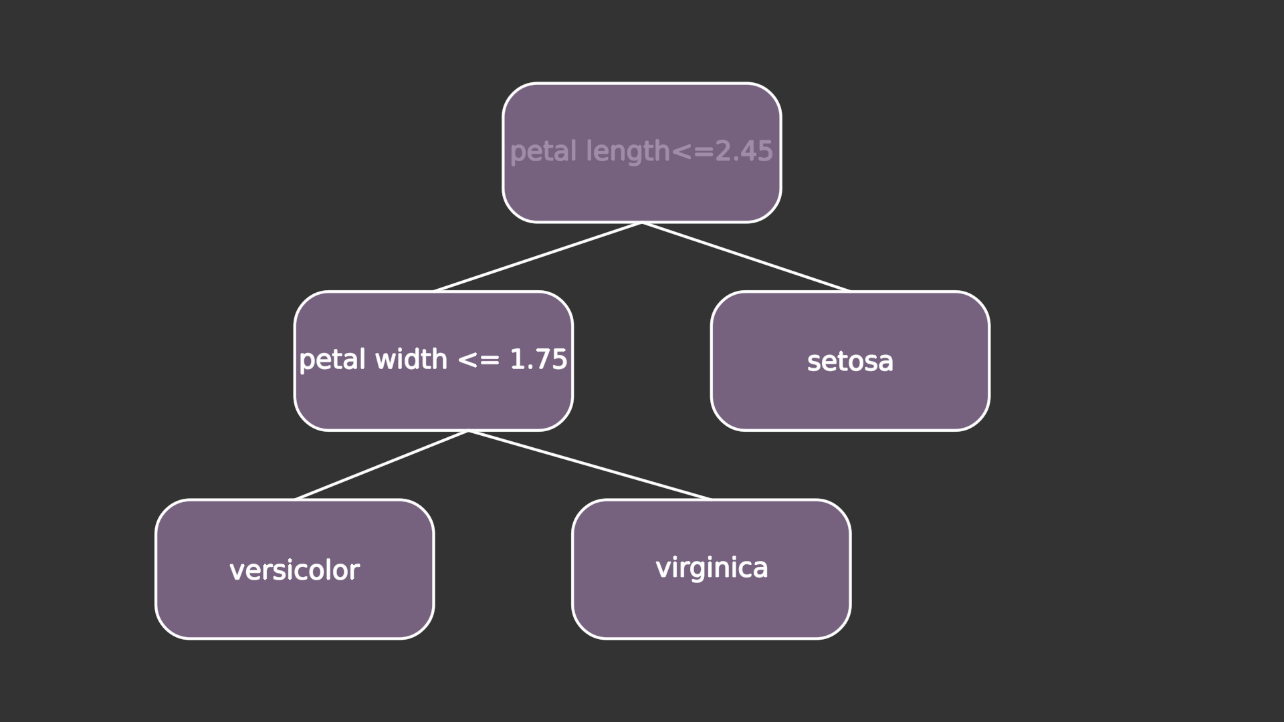 petal length<=2.45
petal width <= 1.75
setosa
versicolor
virginica